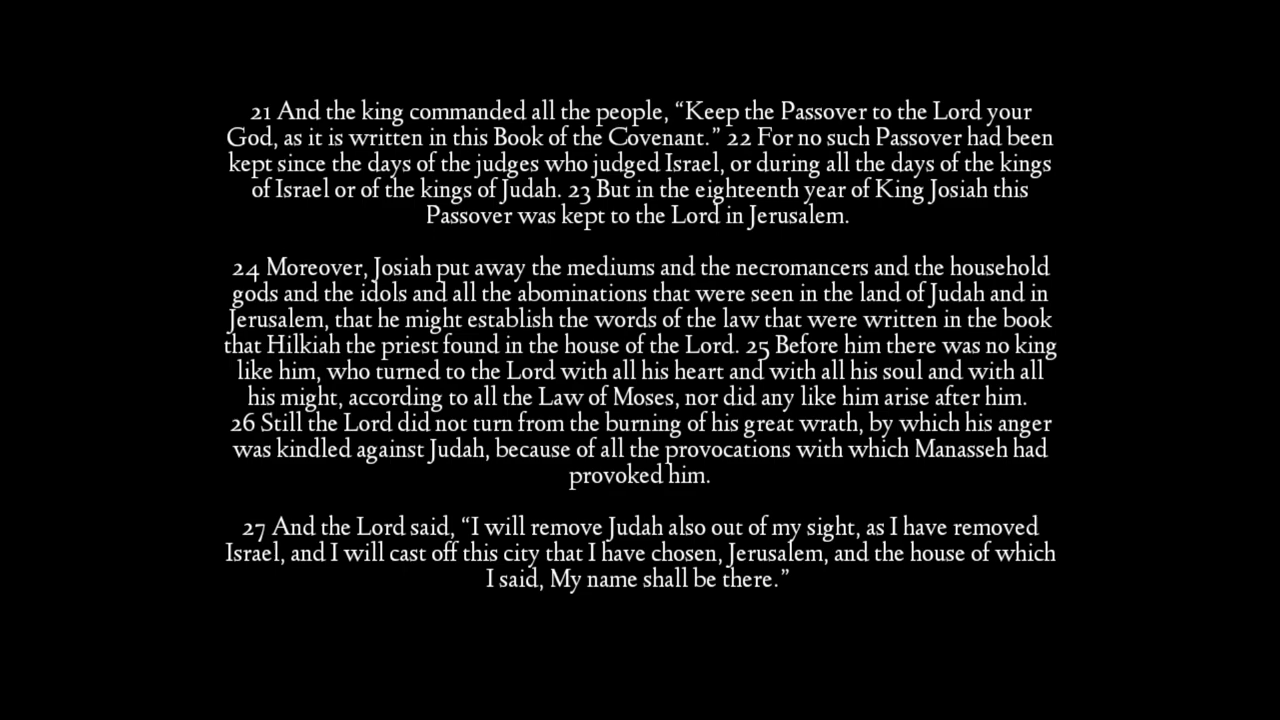 21 And the king commanded all the people, “Keep the Passover to the Lord your
God, as it is written in this Book of the Covenant.” 22 For no such Passover had been
kept since the days of the judges who judged Israel, or during all the days of the kings
of Israel or of the kings of Judah. 23 But in the eighteenth year of King Josiah this
Passover was kept to the Lord in Jerusalem.
24 Moreover, Josiah put away the mediums and the necromancers and the household
gods and the idols and all the abominations that were seen in the land of Judah and in
Jerusalem, that he might establish the words of the law that were written in the book
that Hilkiah the priest found in the house of the Lord. 25 Before him there was no king
like him, who turned to the Lord with all his heart and with all his soul and with all
his might, according to all the Law of Moses, nor did any like him arise after him.
26 Still the Lord did not turn from the burning of his great wrath, by which his anger
was kindled against Judah, because of all the provocations with which Manasseh had
provoked him.
27 And the Lord said, “I will remove Judah also out of my sight, as I have removed
Israel, and I will cast off this city that I have chosen, Jerusalem, and the house of which
I said, My name shall be there.”